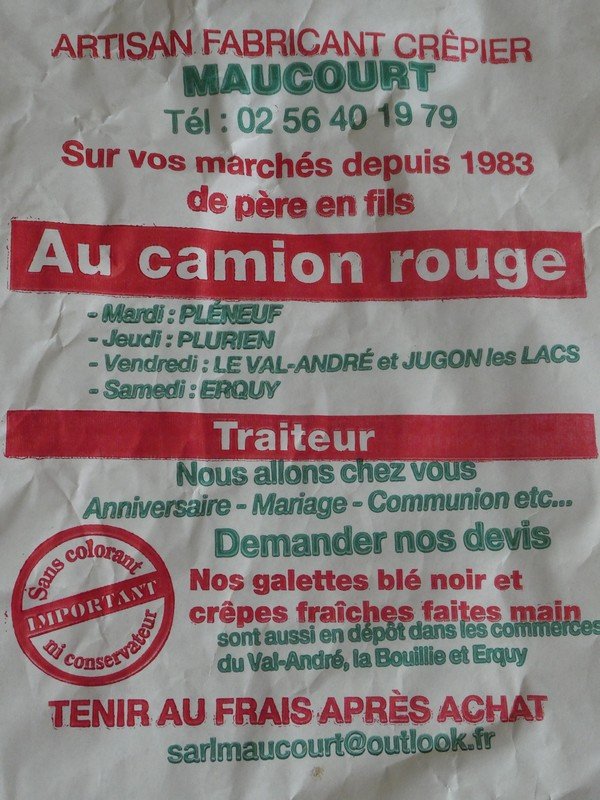 ARTISAN FABRICANT CRÊPIER
MAUCOURT
Tél : 02 56 40 19 79
Sur vos marchés depuis 1983
de père en fils
Au camion rouge
- Mardi : PLÉNEUF
- Jeudi : PLURIEN
- Vendredi : LE VAL-ANDRÉ et JUGON les LACS
- Samedi : ERQUY
Traiteur
Nous allons chez vous
Anniversaire - Mariage - Communion etc...
Demander nos devis
Sans colorant
IMPORTANT
ni conservateur
Nos galettes blé noir et
crêpes fraîches faites main
sont aussi en dépôt dans les commerces
du Val-André, la Bouillie et Erquy
TENIR AU FRAIS APRÈS ACHAT
sarlmaucourt@outlook.fr